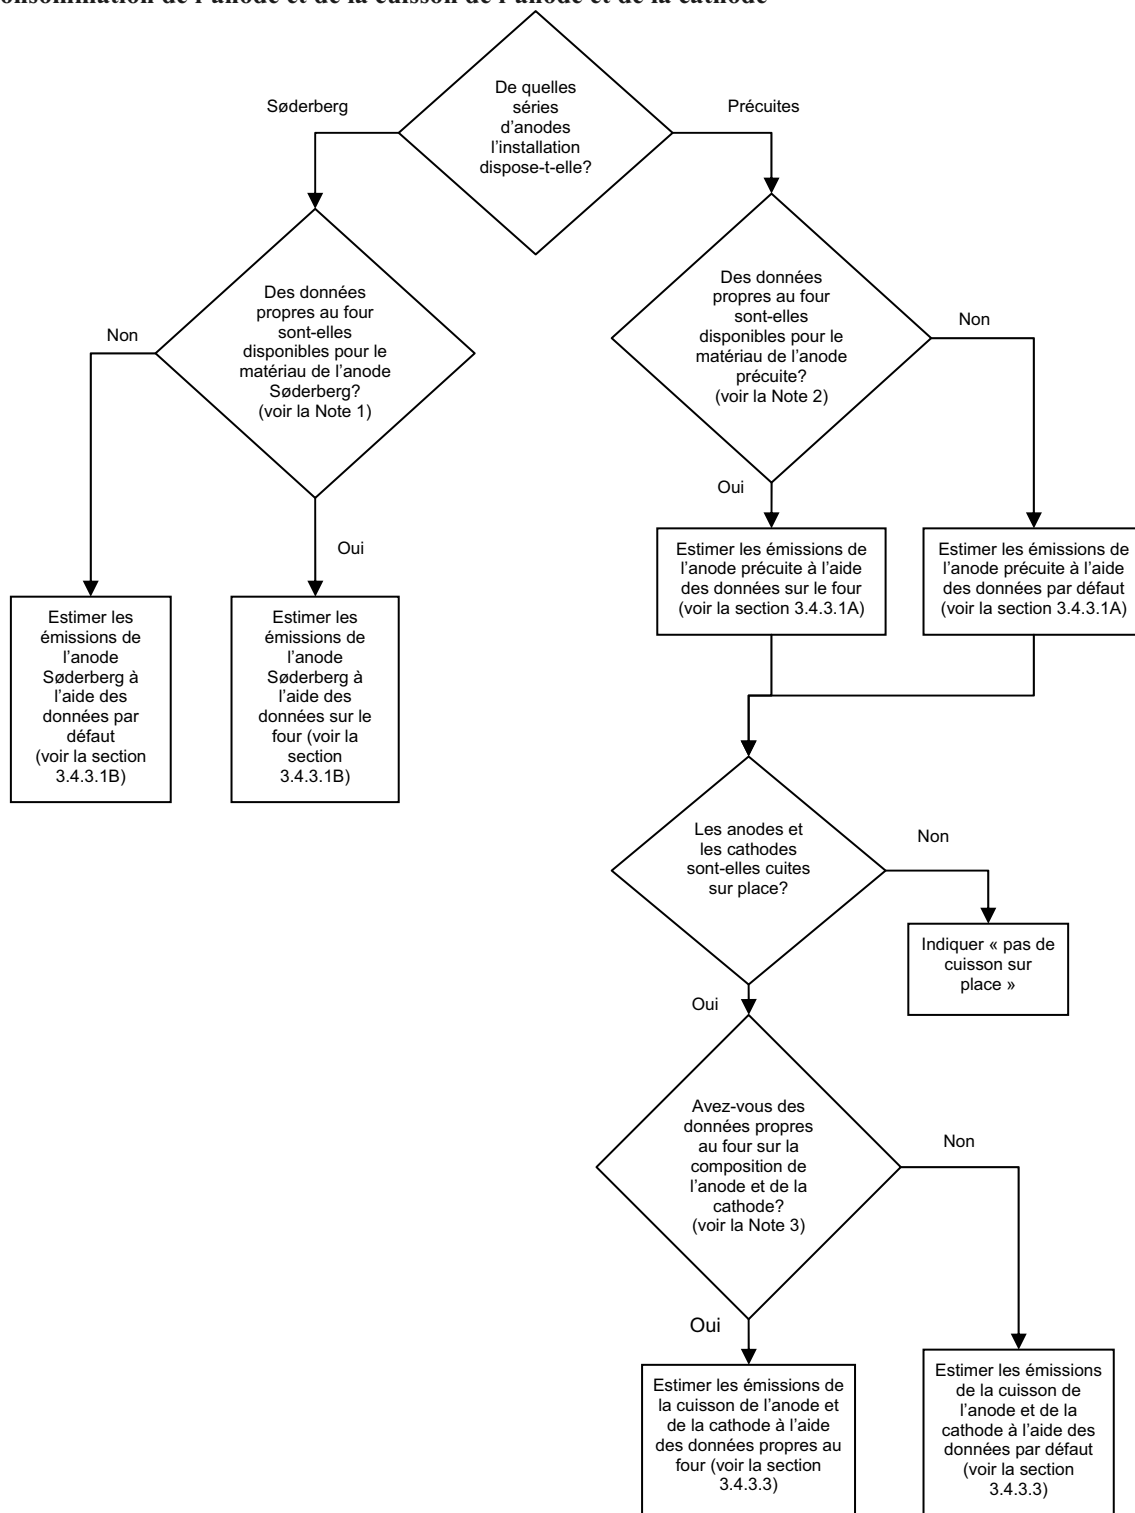 onsommation de l'anode et de la cuisson de l'anode et de la cathode
De quelles
séries
d'anodes
l'installation
dispose-t-elle?
Søderberg
Précuites
Des données
propres au four
sont-elles
disponibles pour le
matériau de l'anode
Søderberg?
(voir la Note 1)
Non
Oui
Des données
propres au four
sont-elles
disponibles pour le
matériau de l'anode
précuite?
(voir la Note 2)
Non
Oui
Estimer les
émissions de
l'anode
Søderberg à
l'aide des
données par
défaut
(voir la section
3.4.3.1B)
Estimer les
émissions de
l'anode
Søderberg à
l'aide des
données sur le
four (voir la
section
3.4.3.1B)
Estimer les émissions de
l'anode précuite à l'aide
des données sur le four
(voir la section 3.4.3.1A)
Estimer les émissions de
l'anode précuite à l'aide
des données par défaut
(voir la section 3.4.3.1A)
Les anodes et
les cathodes
sont-elles cuites
sur place?
Non
Indiquer « pas de
cuisson sur
place »
Oui
Avez-vous des
données propres
au four sur la
composition de
l'anode et de la
cathode?
(voir la Note 3)
Non
Oui
Estimer les émissions de
la cuisson de l'anode et
de la cathode à l'aide
des données propres au
four (voir la section
3.4.3.3)
Estimer les émissions
de la cuisson de
l'anode et de la
cathode à l'aide des
données par défaut
(voir la section
3.4.3.3)